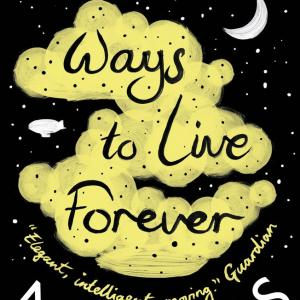 Ways
to Live
Forever
"Elegant, intelligent, moving" Guardian